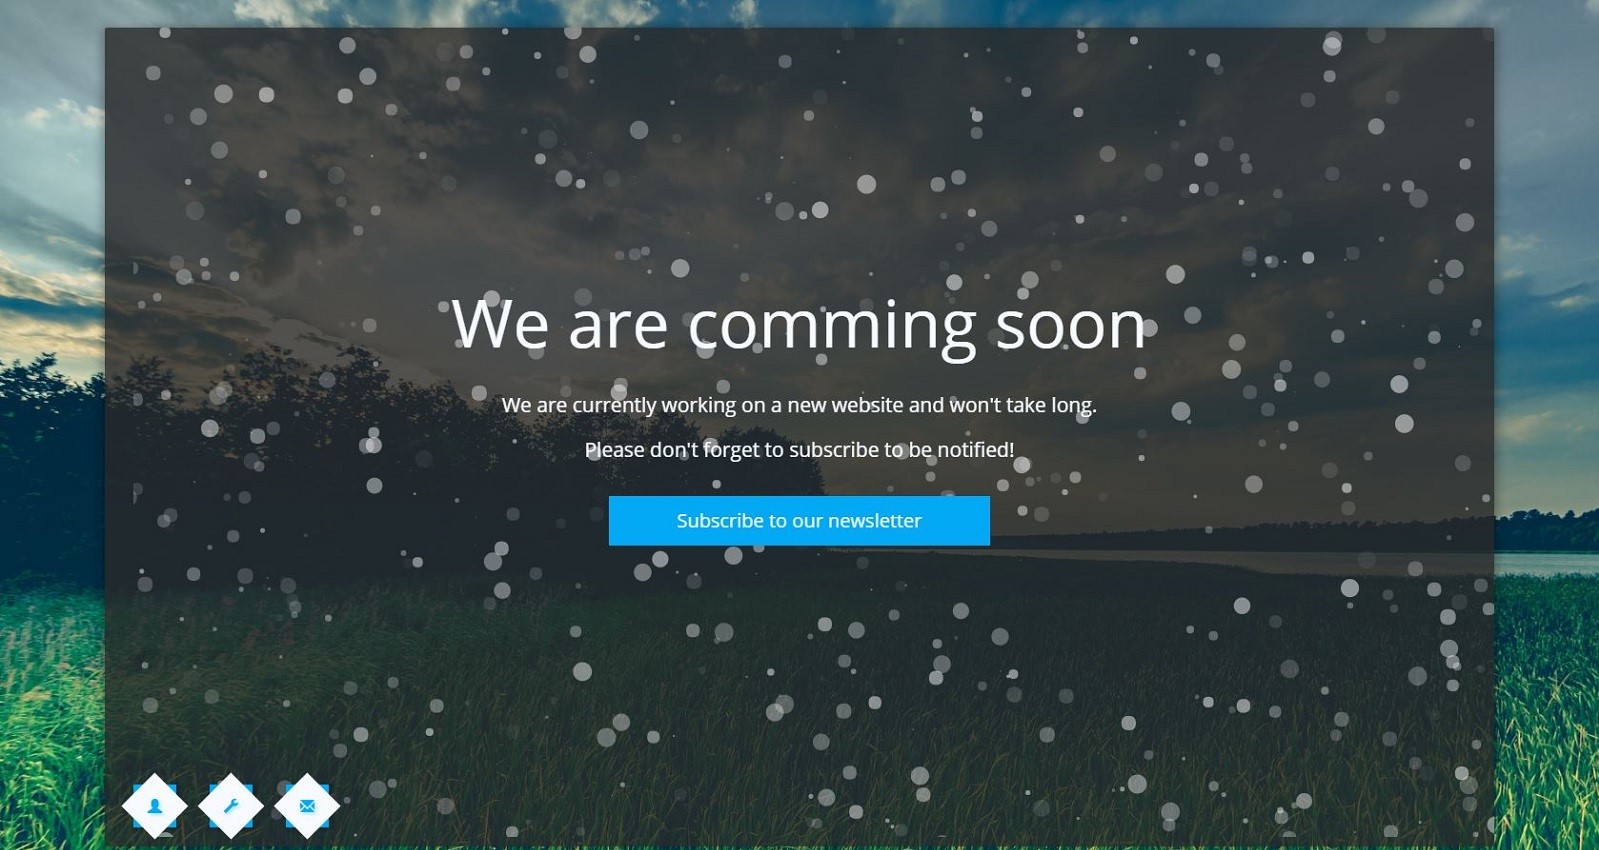 We are comming soon
We are currently working on a new website and won't take long.
Please don't forget to subscribe to be notified!
Subscribe to our newsletter